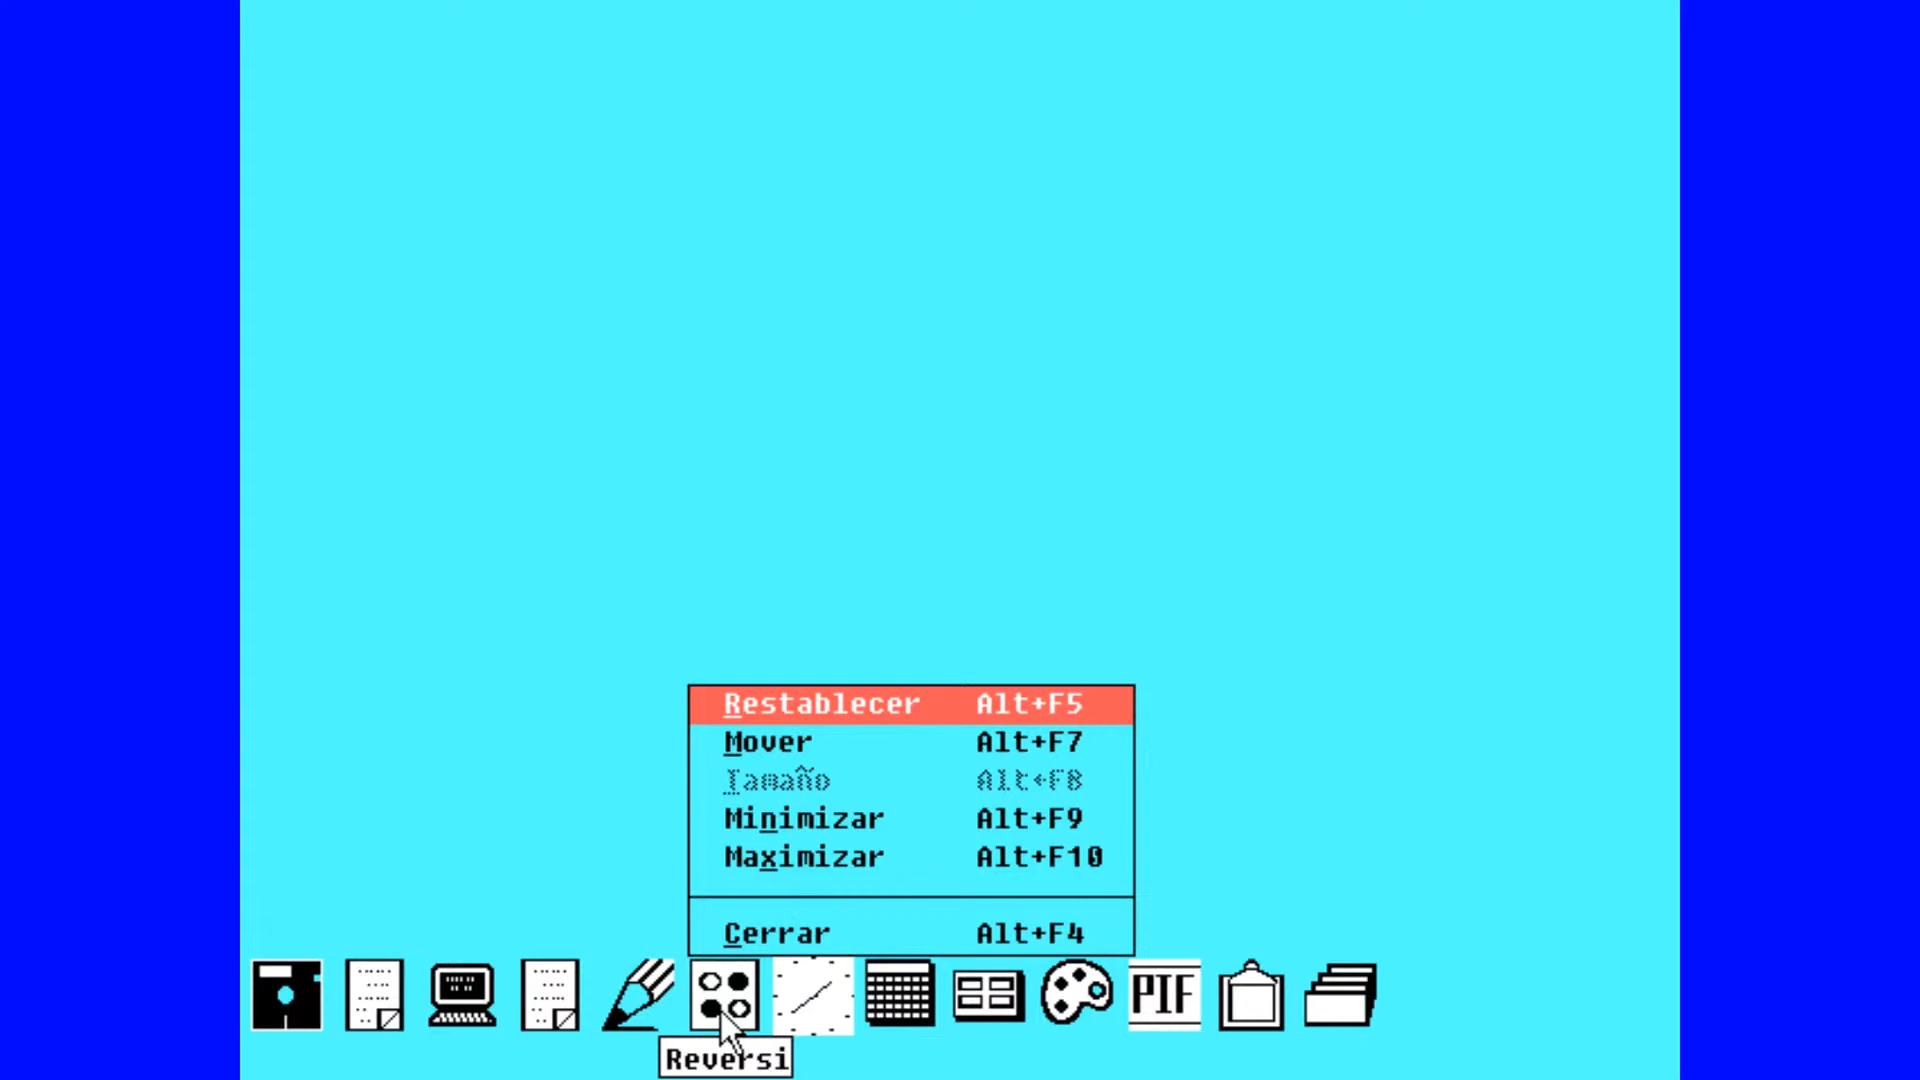 Restablecer Alt+F5
Mover Alt+F7
Tamaño Alt+F8
Minimizar Alt+F9
Maximizar Alt+F10
Cerrar Alt+F4
PIF
Reversi